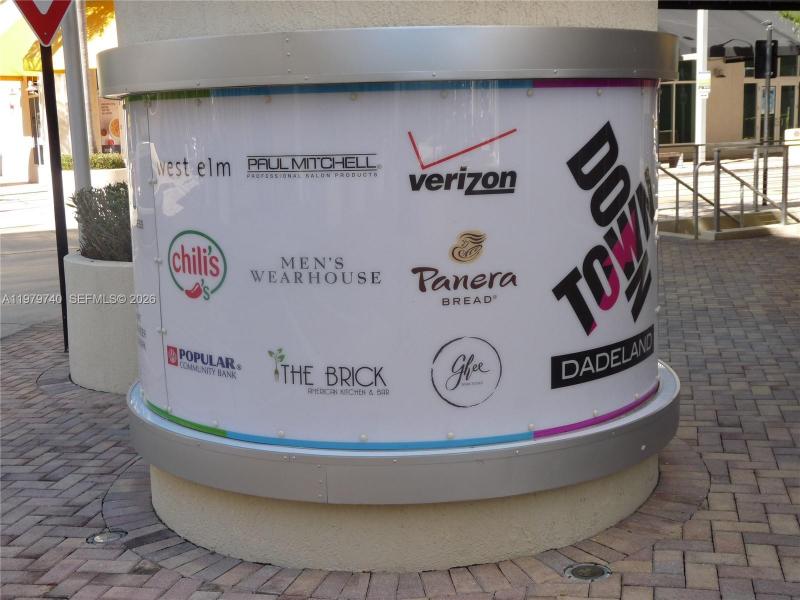 west elm
PAUL MITCHELL
PROFESSIONAL SALON PRODUCTS
verizon
chili's
MEN'S
WEARHOUSE
Panera
BREAD®
POPULAR®
COMMUNITY BANK
THE BRICK
AMERICAN KITCHEN & BAR
Ghee
DOWN
TOWN
DADELAND
A11979740 SEFMLS© 2026